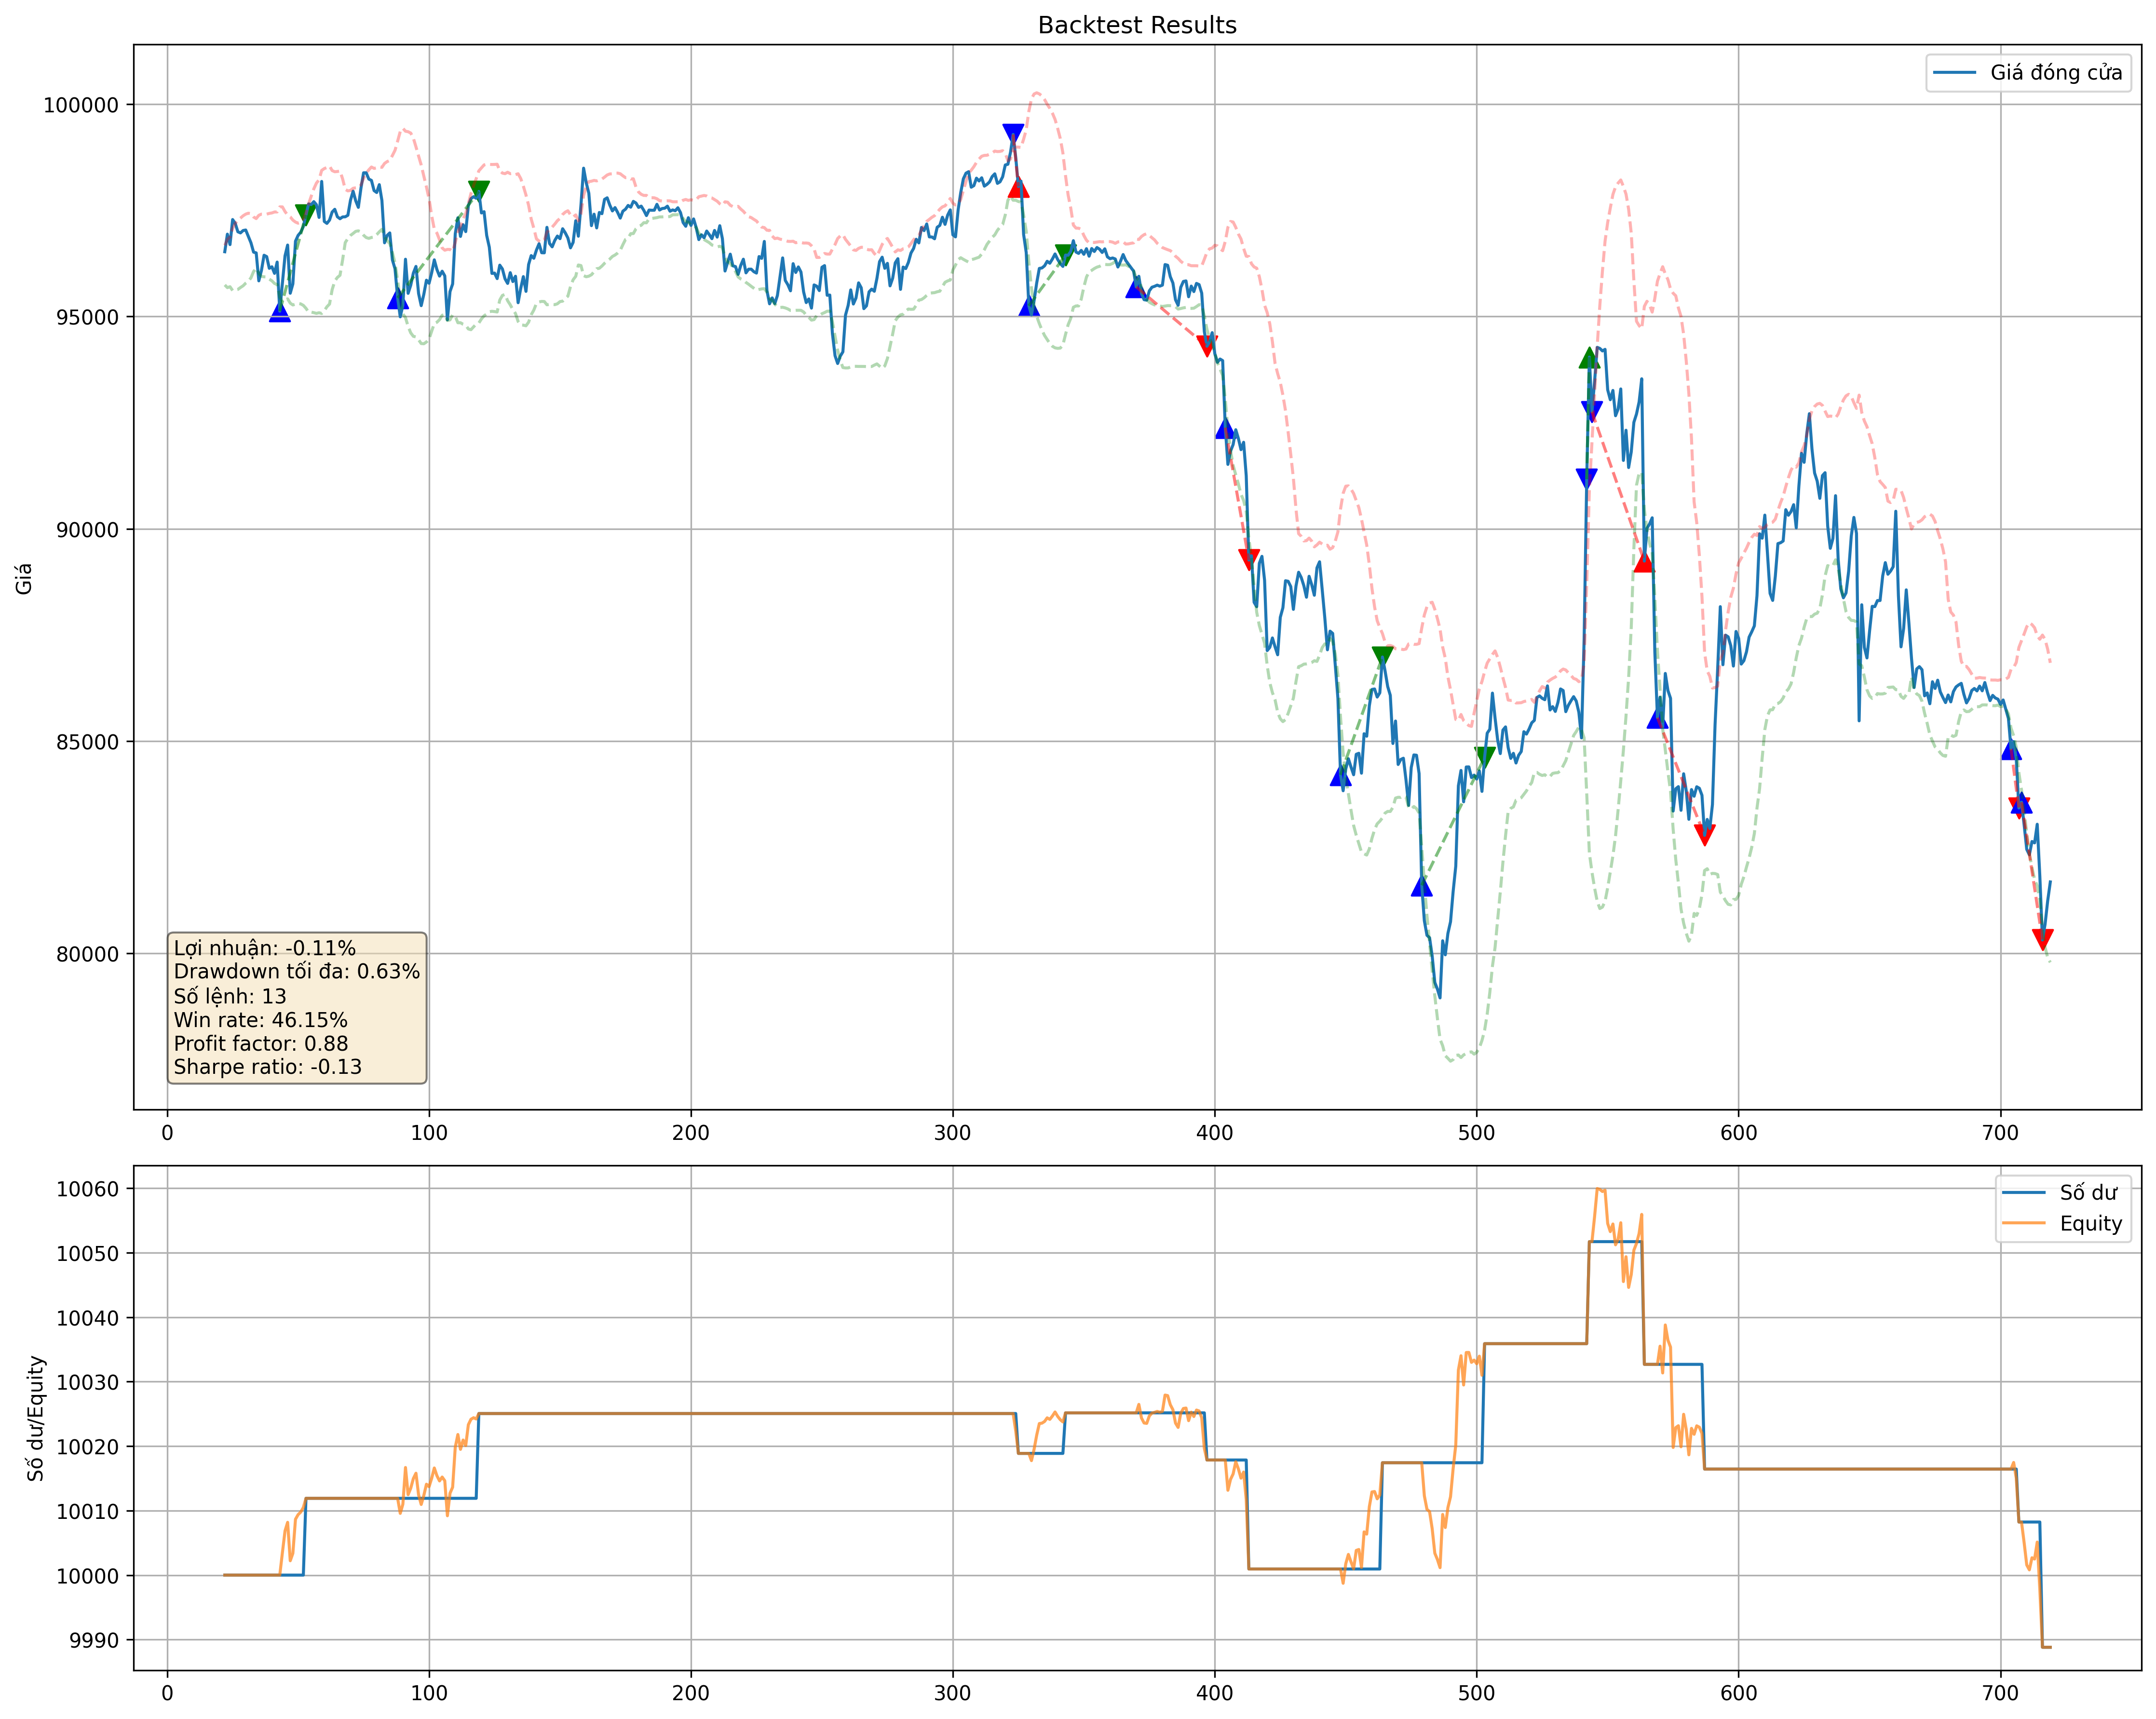 Backtest Results
Giá đóng cửa
Giá
100000
95000
90000
85000
80000
Lợi nhuận: -0.11%
Drawdown tối đa: 0.63%
Số lệnh: 13
Win rate: 46.15%
Profit factor: 0.88
Sharpe ratio: -0.13
0 100 200 300 400 500 600 700
Số dư
Equity
Số dư/Equity
10060
10050
10040
10030
10020
10010
10000
9990
0 100 200 300 400 500 600 700